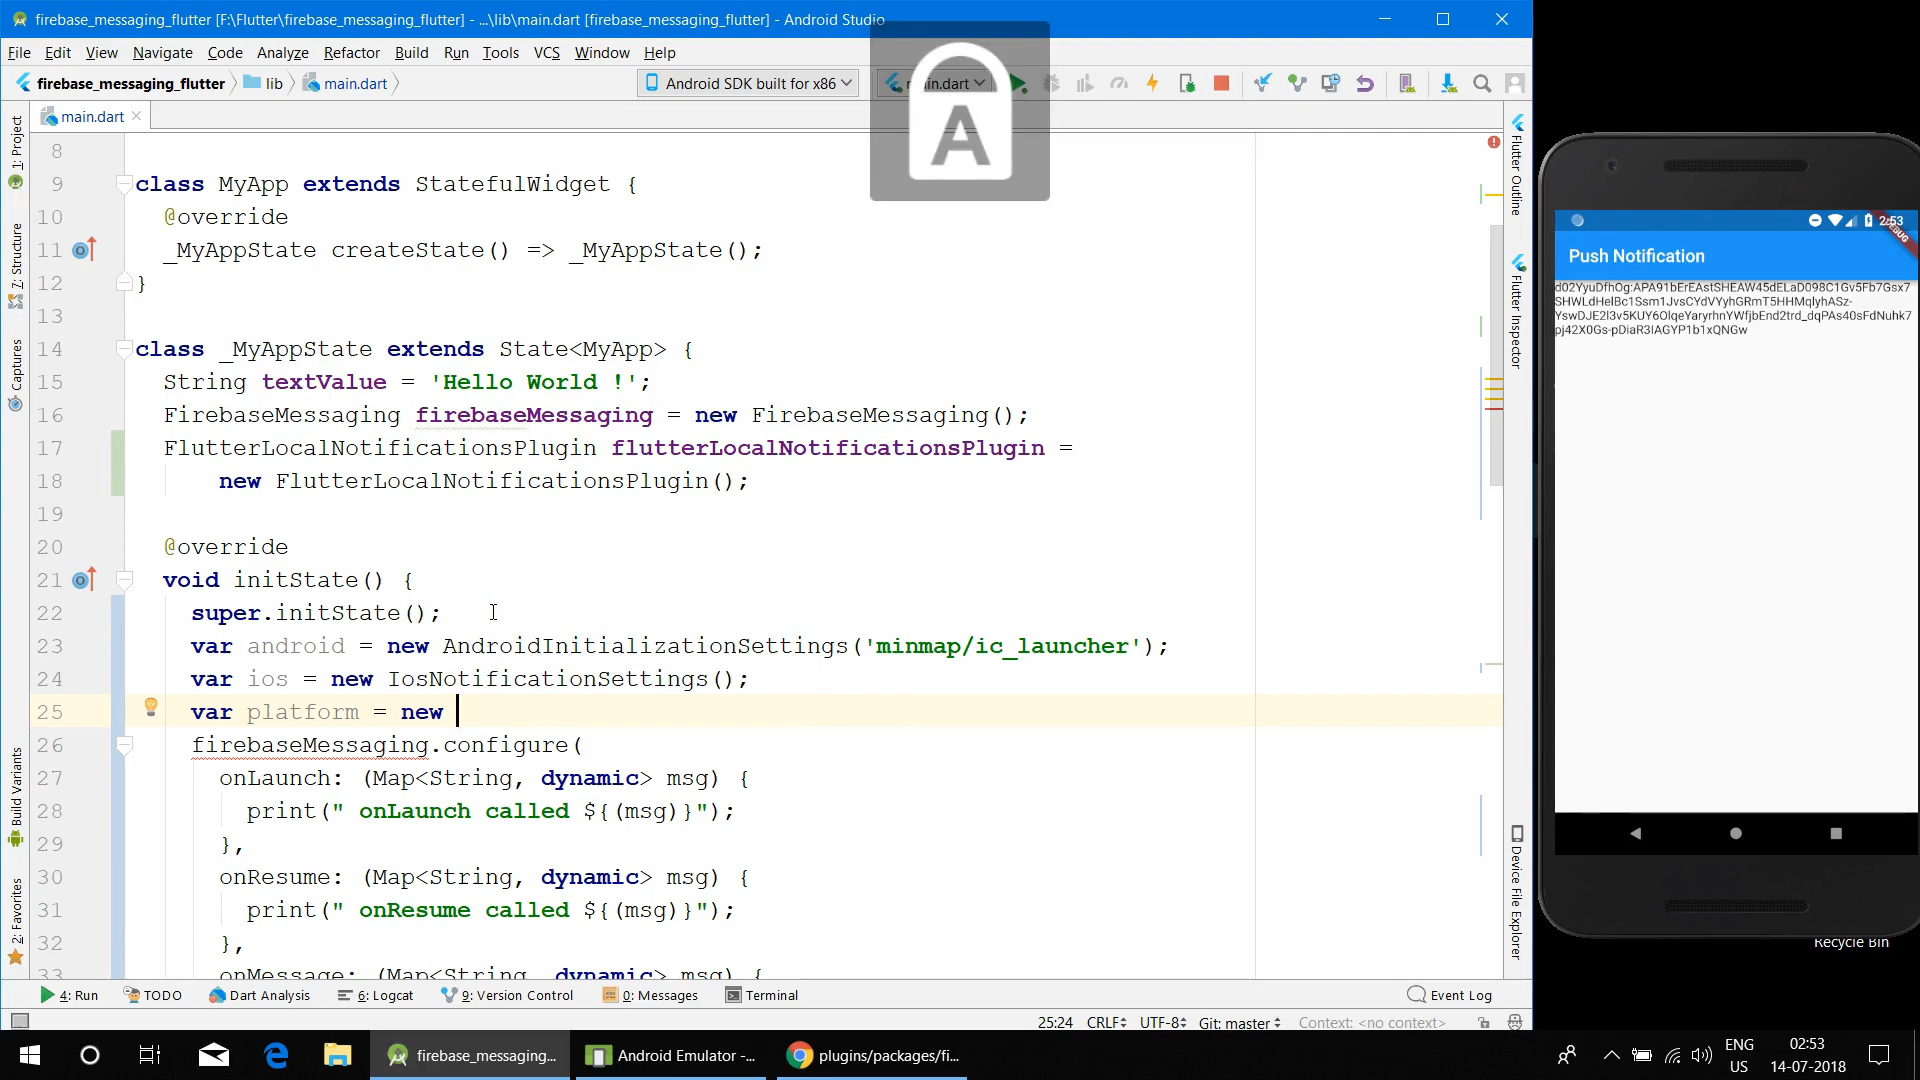 firebase_messaging_flutter [F:\Flutter\firebase_messaging_flutter] - ...\lib\main.dart [firebase_messaging_flutter] - Android Studio
File Edit View Navigate Code Analyze Refactor Build Run Tools VCS Window Help
firebase_messaging_flutter lib main.dart Android SDK built for x86 main.dart
A
main.dart
1: Project
7: Structure
Captures
Build Variants
2: Favorites
8
9 class MyApp extends StatefulWidget {
10 @override
11 _MyAppState createState() => _MyAppState();
12 }
13
14 class _MyAppState extends State<MyApp> {
15 String textValue = 'Hello World !';
16 FirebaseMessaging firebaseMessaging = new FirebaseMessaging();
17 FlutterLocalNotificationsPlugin flutterLocalNotificationsPlugin =
18 new FlutterLocalNotificationsPlugin();
19
20 @override
21 void initState() {
22 super.initState();
23 var android = new AndroidInitializationSettings('minmap/ic_launcher');
24 var ios = new IosNotificationSettings();
25 var platform = new
26 firebaseMessaging.configure(
27 onLaunch: (Map<String, dynamic> msg) {
28 print(" onLaunch called ${(msg)}");
29 },
30 onResume: (Map<String, dynamic> msg) {
31 print(" onResume called ${(msg)}");
32 },
33 onMessage: (Map<String, dynamic> msg) {
Flutter Outline
Flutter Inspector
Device File Explorer
2:53
DEBUG
Push Notification
d02YyuDfhOg:APA91bErEAstSHEAW45dELaD098C1Gv5Fb7Gsx7
SHWLdHelBc1Ssm1JvsCYdVYyhGRmT5HHMqlyhASz-
YswDJE2l3v5KUY6OlqeYaryrhnYWfjbEnd2trd_dqPAs40sFdNuhk7
pj42X0Gs-pDiaR3IAGYP1b1xQNGw
Recycle Bin
4: Run TODO Dart Analysis 6: Logcat 9: Version Control 0: Messages Terminal Event Log
25:24 CRLF UTF-8 Git: master Context: <no context>
firebase_messaging... Android Emulator -... plugins/packages/fi...
ENG
US
02:53
14-07-2018